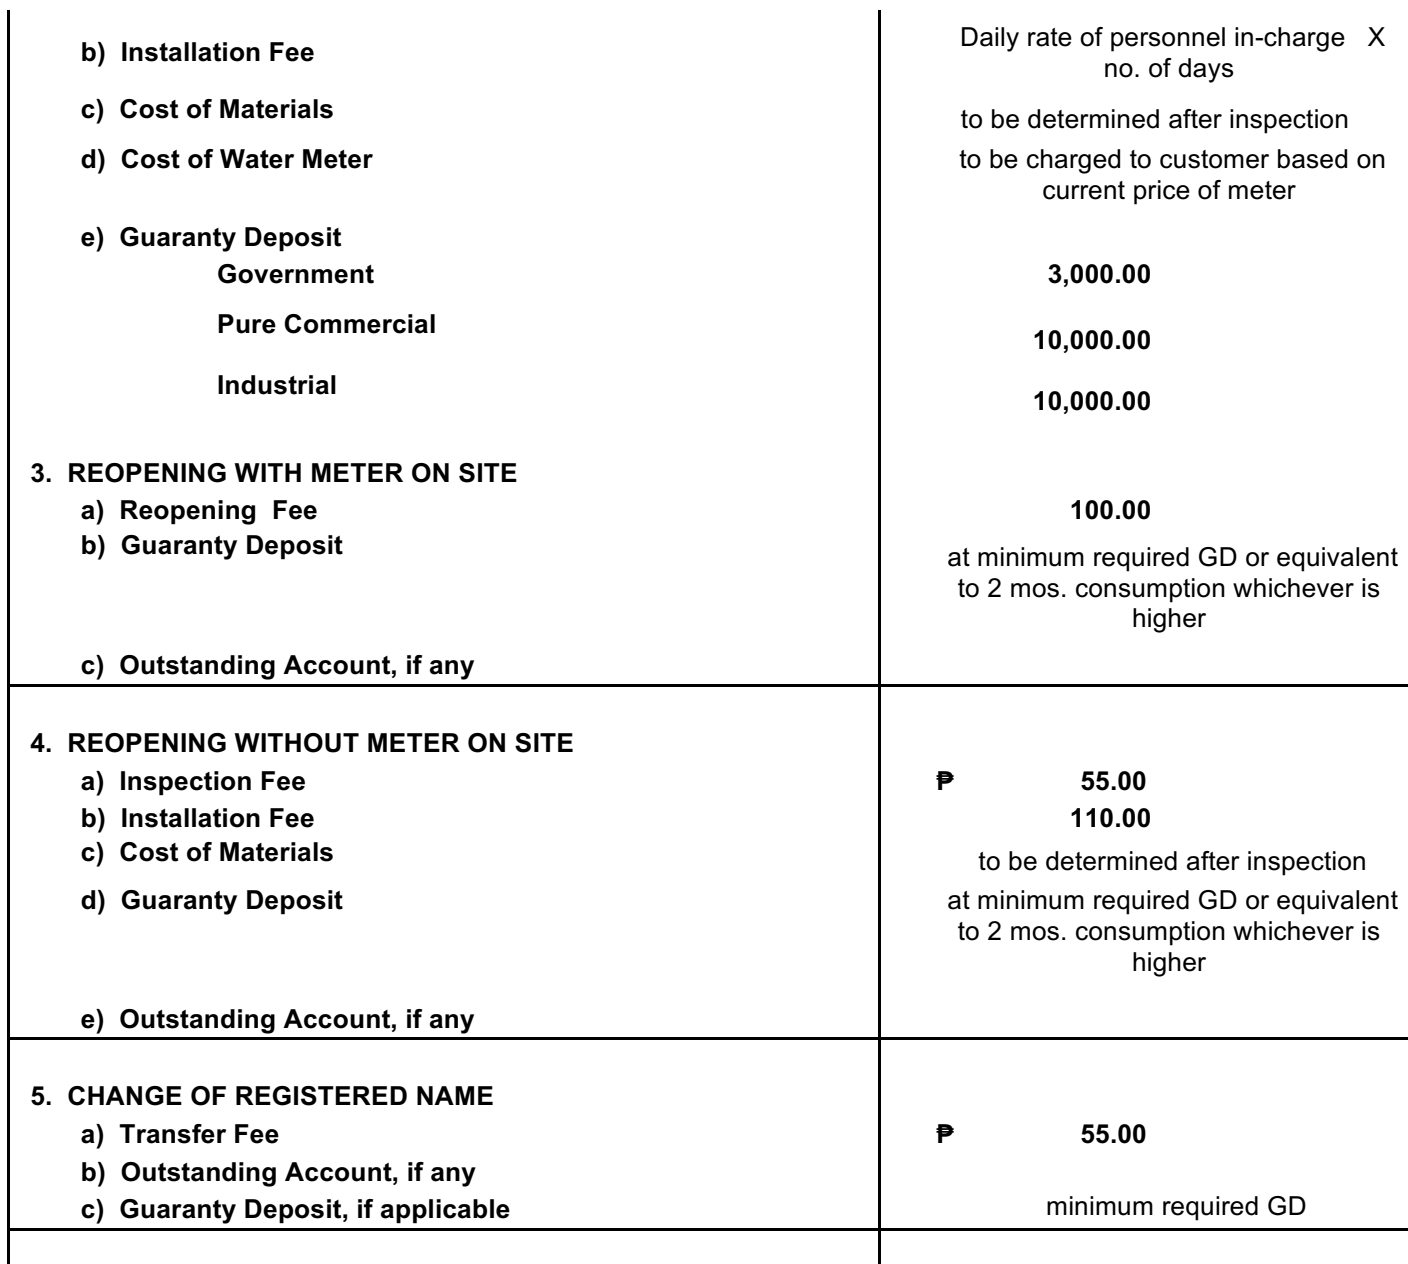 b) Installation Fee
Daily rate of personnel in-charge X
no. of days
c) Cost of Materials
to be determined after inspection
d) Cost of Water Meter
to be charged to customer based on
current price of meter
e) Guaranty Deposit
Government 3,000.00
Pure Commercial
10,000.00
Industrial
10,000.00
3. REOPENING WITH METER ON SITE
a) Reopening Fee 100.00
b) Guaranty Deposit
at minimum required GD or equivalent
to 2 mos. consumption whichever is
higher
c) Outstanding Account, if any
4. REOPENING WITHOUT METER ON SITE
a) Inspection Fee ₱ 55.00
b) Installation Fee 110.00
c) Cost of Materials
to be determined after inspection
d) Guaranty Deposit
at minimum required GD or equivalent
to 2 mos. consumption whichever is
higher
e) Outstanding Account, if any
5. CHANGE OF REGISTERED NAME
a) Transfer Fee ₱ 55.00
b) Outstanding Account, if any
c) Guaranty Deposit, if applicable minimum required GD